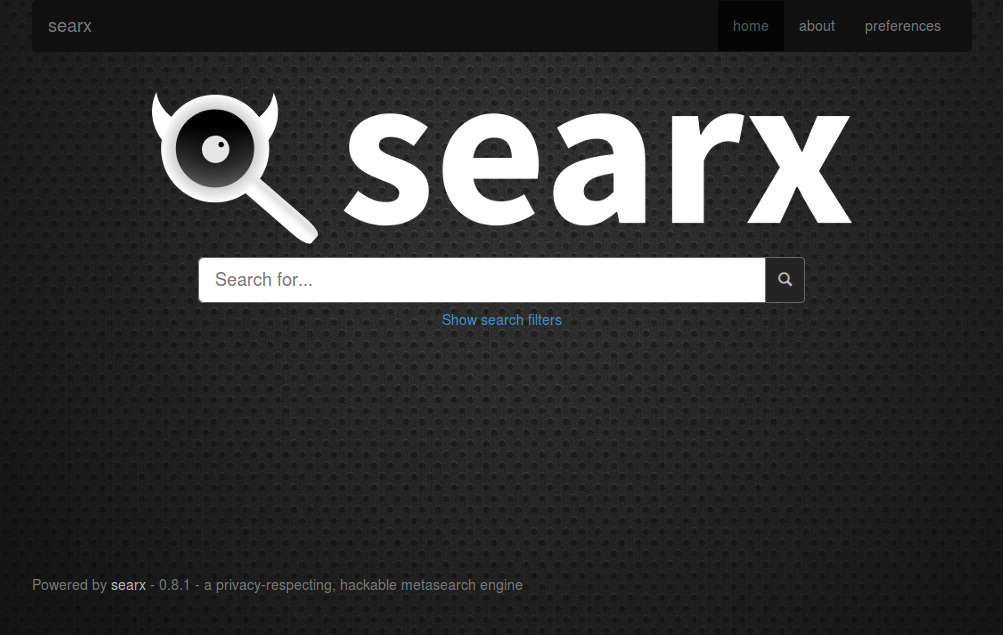 searx home about preferences
searx
Search for...
Show search filters
Powered by searx - 0.8.1 - a privacy-respecting, hackable metasearch engine